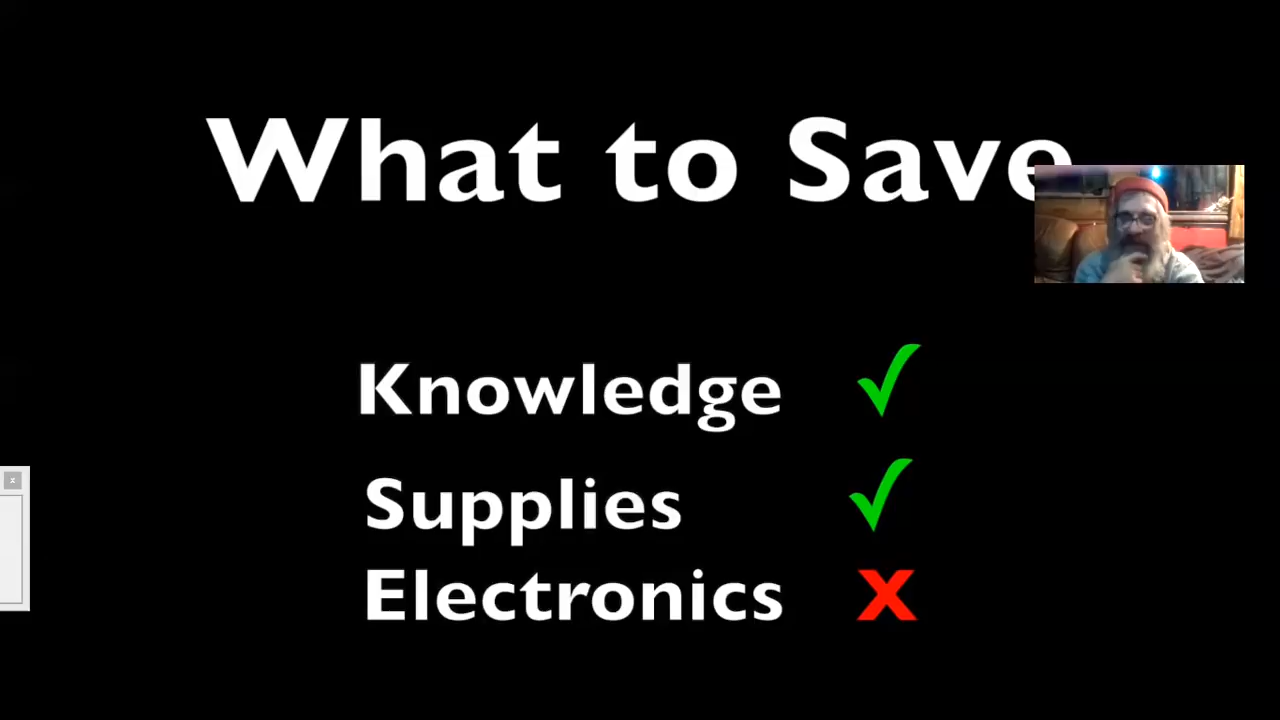 What to Save
Knowledge ✓
Supplies ✓
Electronics X
x